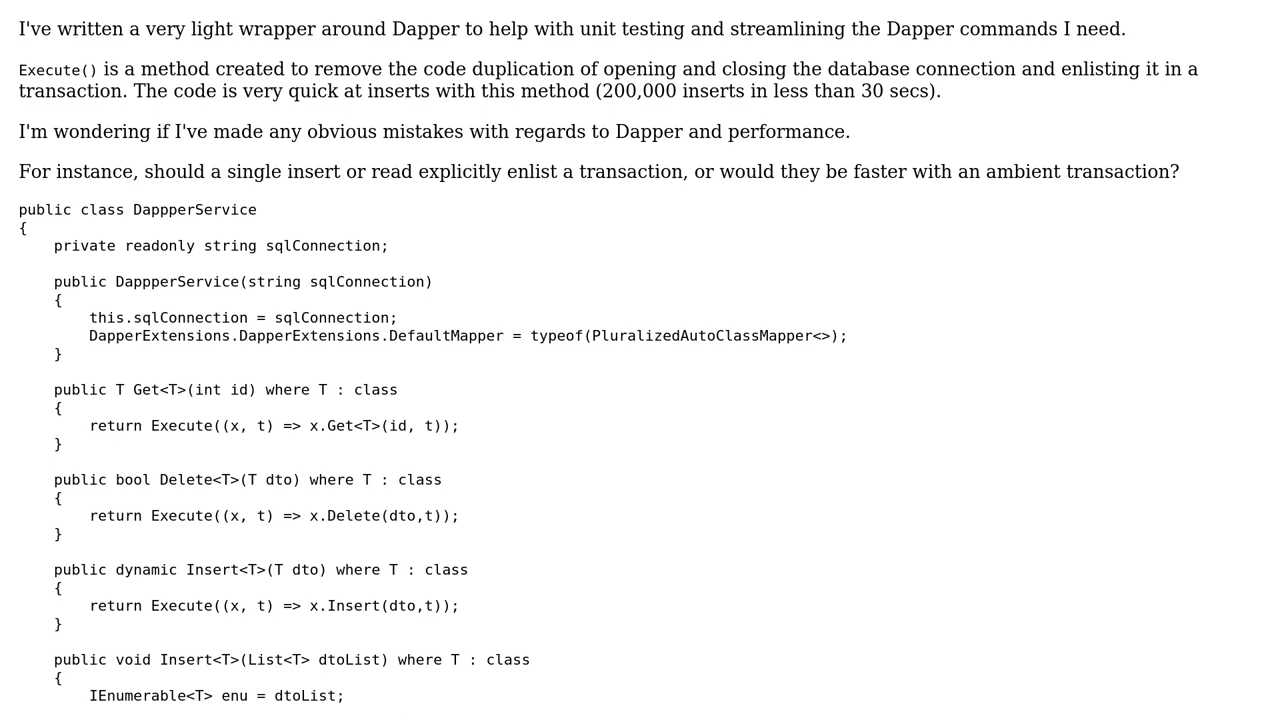 I've written a very light wrapper around Dapper to help with unit testing and streamlining the Dapper commands I need.
Execute() is a method created to remove the code duplication of opening and closing the database connection and enlisting it in a
transaction. The code is very quick at inserts with this method (200,000 inserts in less than 30 secs).
I'm wondering if I've made any obvious mistakes with regards to Dapper and performance.
For instance, should a single insert or read explicitly enlist a transaction, or would they be faster with an ambient transaction?
public class DappperService
{
    private readonly string sqlConnection;

    public DappperService(string sqlConnection)
    {
        this.sqlConnection = sqlConnection;
        DapperExtensions.DapperExtensions.DefaultMapper = typeof(PluralizedAutoClassMapper<>);
    }

    public T Get<T>(int id) where T : class
    {
        return Execute((x, t) => x.Get<T>(id, t));
    }

    public bool Delete<T>(T dto) where T : class
    {
        return Execute((x, t) => x.Delete(dto,t));
    }

    public dynamic Insert<T>(T dto) where T : class
    {
        return Execute((x, t) => x.Insert(dto,t));
    }

    public void Insert<T>(List<T> dtoList) where T : class
    {
        IEnumerable<T> enu = dtoList;